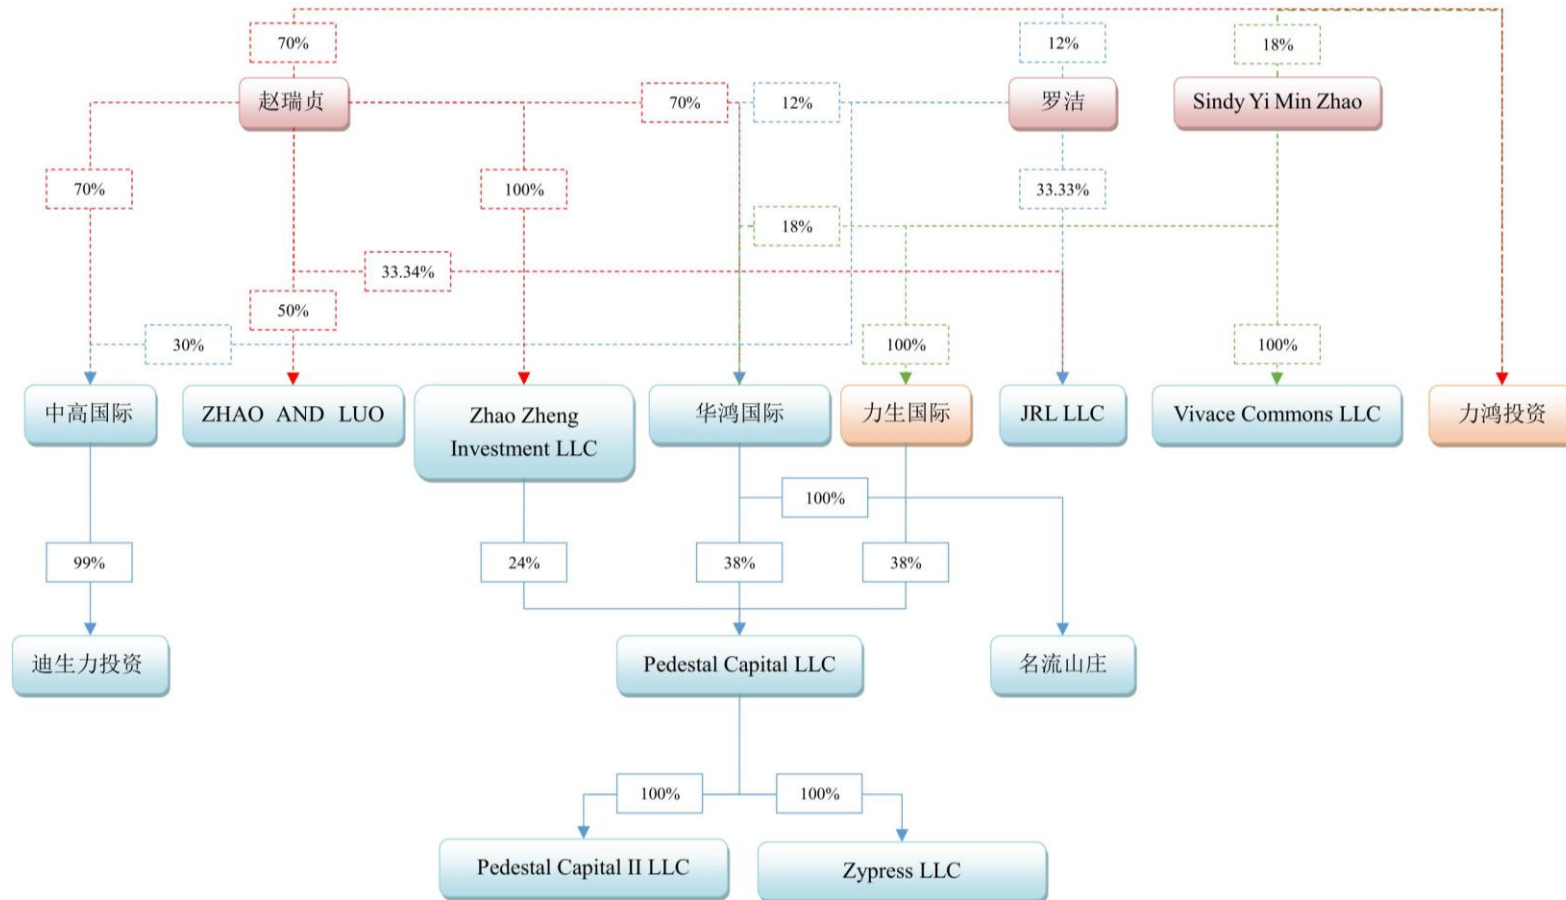 70%
12%
18%
赵瑞贞
70%
12%
罗洁
Sindy Yi Min Zhao
70%
100%
33.33%
18%
33.34%
50%
30%
100%
100%
中高国际
ZHAO AND LUO
Zhao Zheng
Investment LLC
华鸿国际
力生国际
JRL LLC
Vivace Commons LLC
力鸿投资
100%
99%
24%
38%
38%
迪生力投资
Pedestal Capital LLC
名流山庄
100%
100%
Pedestal Capital II LLC
Zypress LLC